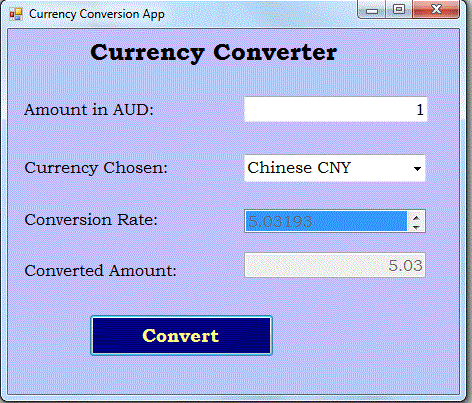 Currency Conversion App
Currency Converter
Amount in AUD: 1
Currency Chosen: Chinese CNY
Conversion Rate: 5.03193
Converted Amount: 5.03
Convert